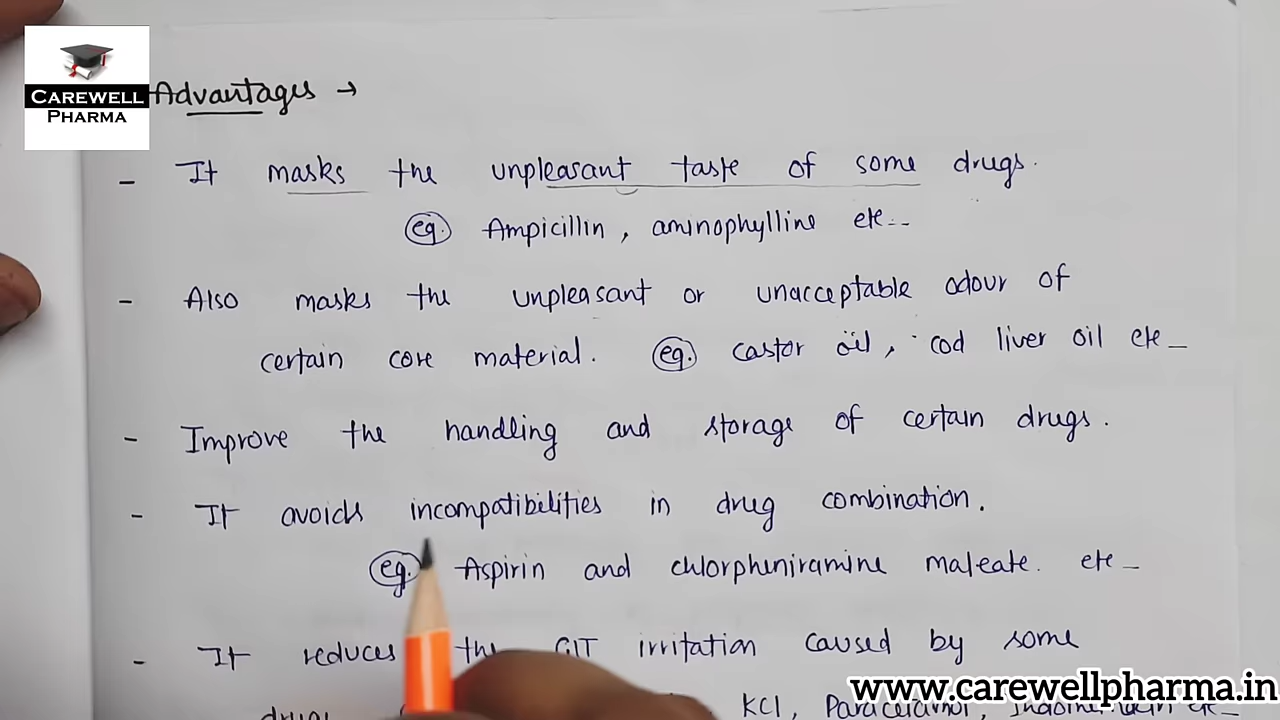 CAREWELL
PHARMA
Advantages →
- It masks the unpleasant taste of some drugs.
eg. Ampicillin, aminophylline etc--
- Also masks the unpleasant or unacceptable odour of
certain core material. eg. castor oil, cod liver oil etc_
- Improve the handling and storage of certain drugs.
- It avoids incompatibilities in drug combination.
eg. Aspirin and chlorpheniramine maleate. etc_
- It reduces the GIT irritation caused by some
KCl, Paracetamol, Indomethacin etc_
www.carewellpharma.in